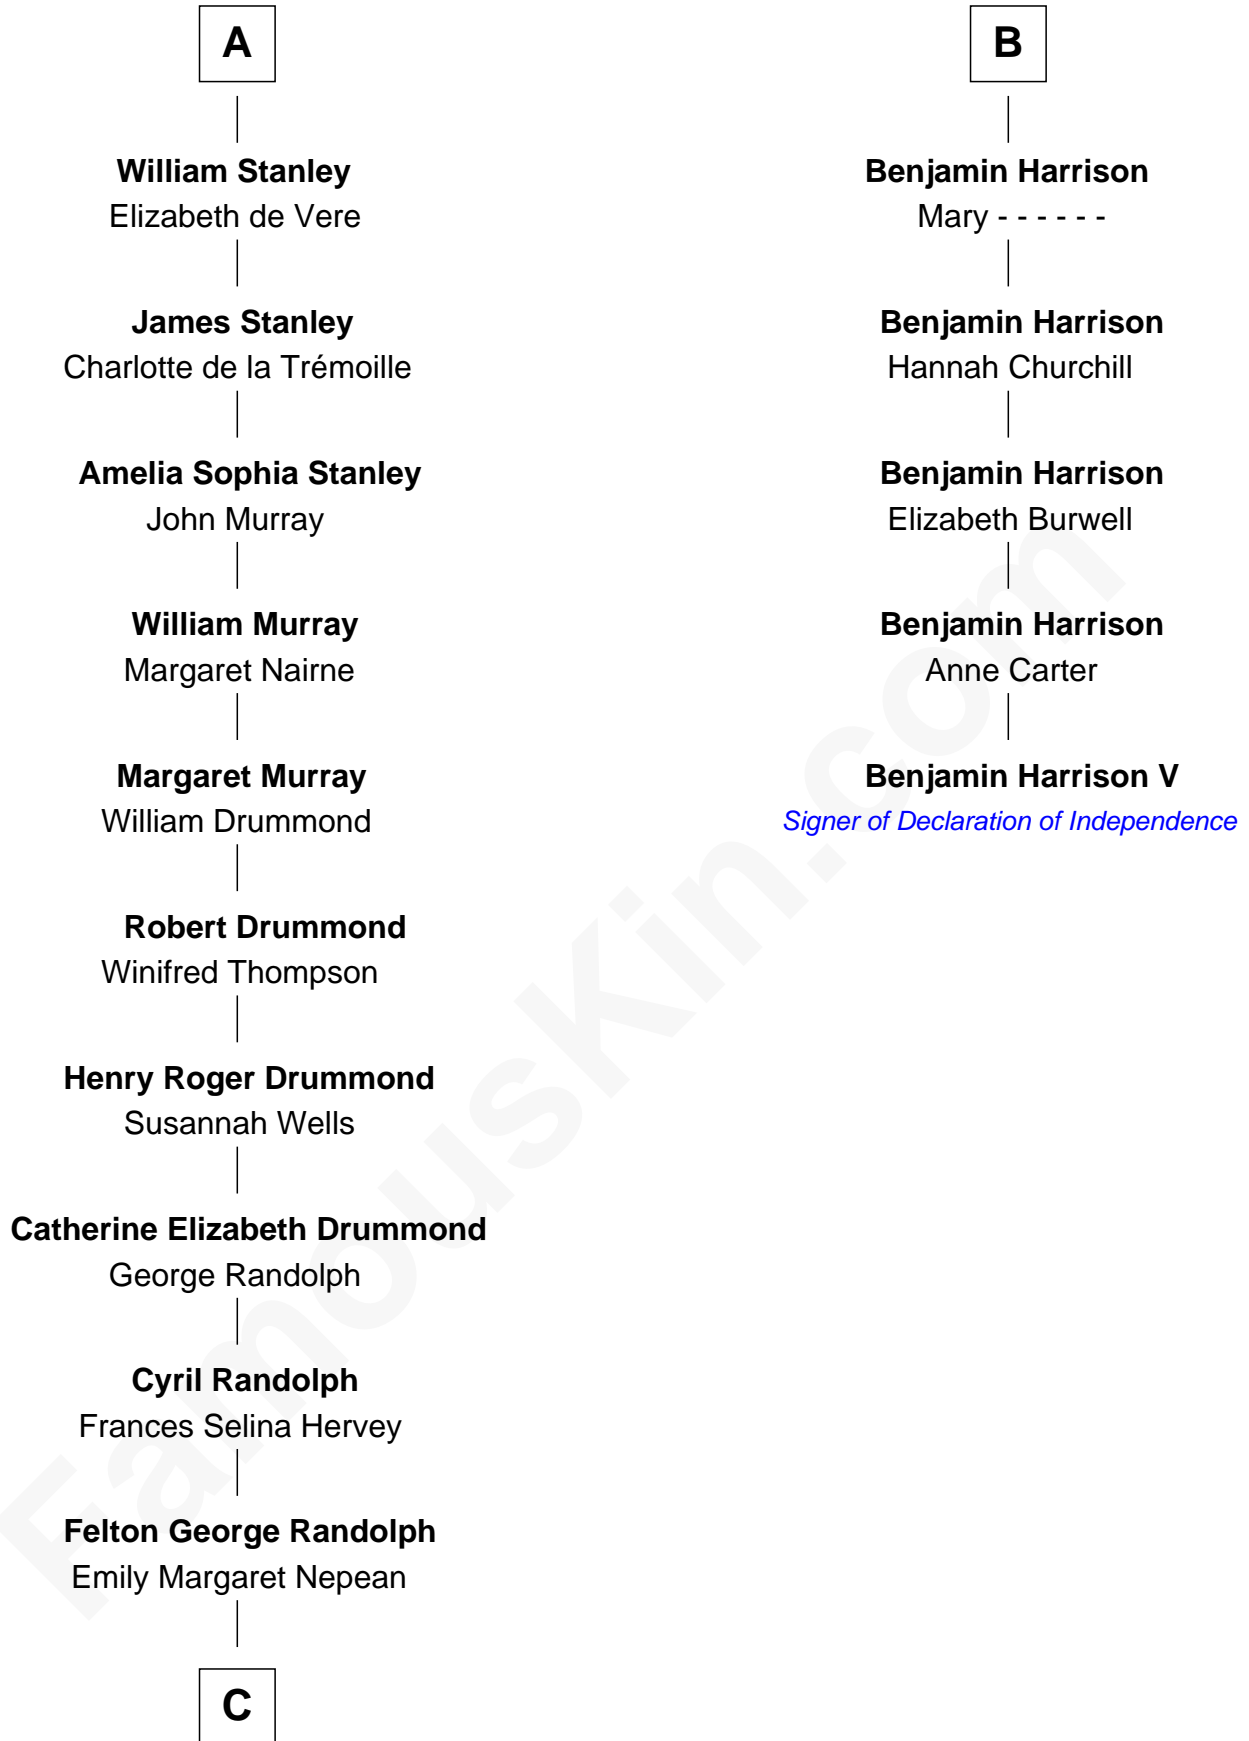 A
William Stanley
Elizabeth de Vere
James Stanley
Charlotte de la Trémoille
Amelia Sophia Stanley
John Murray
William Murray
Margaret Nairne
Margaret Murray
William Drummond
Robert Drummond
Winifred Thompson
Henry Roger Drummond
Susannah Wells
Catherine Elizabeth Drummond
George Randolph
Cyril Randolph
Frances Selina Hervey
Felton George Randolph
Emily Margaret Nepean
C
B
Benjamin Harrison
Mary - - - - - -
Benjamin Harrison
Hannah Churchill
Benjamin Harrison
Elizabeth Burwell
Benjamin Harrison
Anne Carter
Benjamin Harrison V
Signer of Declaration of Independence
FamousKin.com